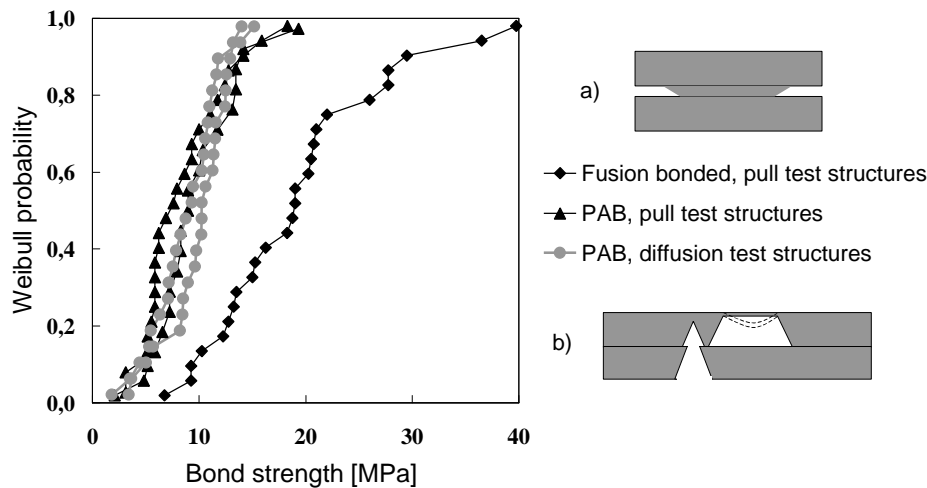 1,0
0,8
0,6
0,4
0,2
0,0
Weibull probability
0
10
20
30
40
Bond strength [MPa]
a)
Fusion bonded, pull test structures
PAB, pull test structures
PAB, diffusion test structures
b)